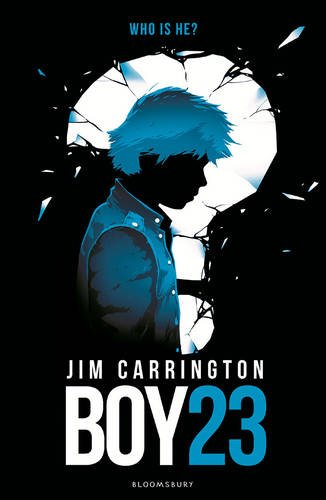 WHO IS HE?
JIM CARRINGTON
BOY23
BLOOMSBURY